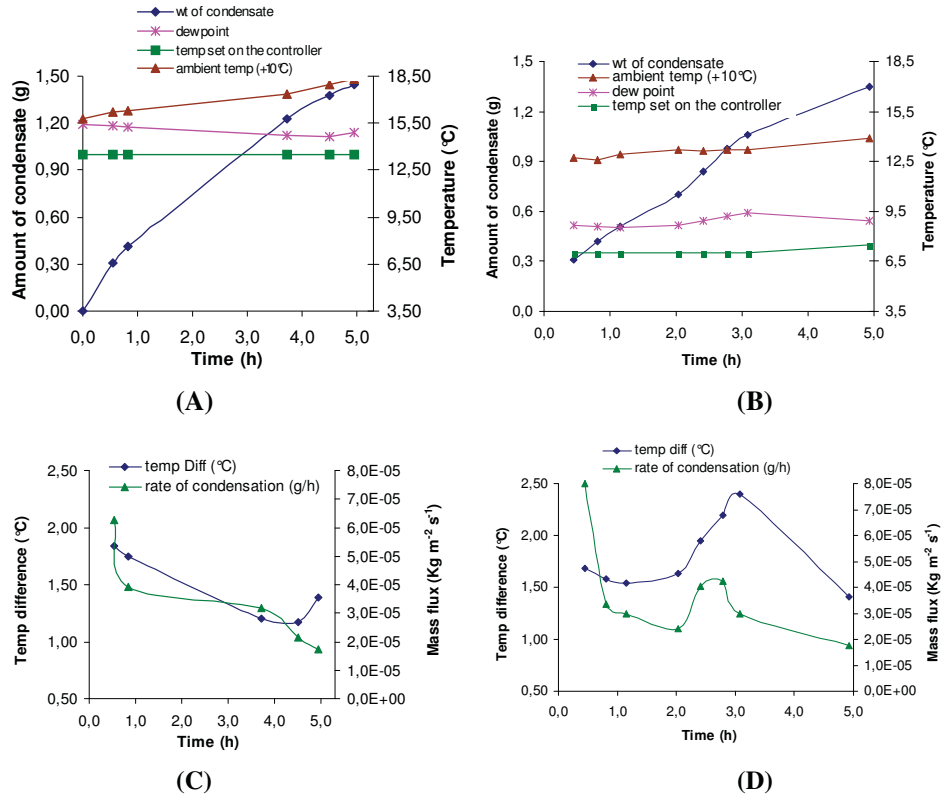 wt of condensate
dew point
temp set on the controller
ambient temp (+10°C)
1,50
1,20
0,90
0,60
0,30
0,00
Amount of condensate (g)
18,50
15,50
12,50
9,50
6,50
3,50
Temperature (°C)
0,0 1,0 2,0 3,0 4,0 5,0
Time (h)
(A)
wt of condensate
ambient temp (+10°C)
dew point
temp set on the controller
1,5
1,2
0,9
0,6
0,3
0,0
Amount of condensate (g)
18,5
15,5
12,5
9,5
6,5
3,5
Temperature (°C)
0,0 1,0 2,0 3,0 4,0 5,0
Time (h)
(B)
temp Diff (°C)
rate of condensation (g/h)
2,50
2,00
1,50
1,00
0,50
Temp difference (°C)
8,0E-05
7,0E-05
6,0E-05
5,0E-05
4,0E-05
3,0E-05
2,0E-05
1,0E-05
0,0E+00
Mass flux (Kg m-2 s-1)
0,0 1,0 2,0 3,0 4,0 5,0
Time (h)
(C)
temp diff (°C)
rate of condensation (g/h)
2,50
2,00
1,50
1,00
0,50
Temp difference (°C)
8,0E-05
7,0E-05
6,0E-05
5,0E-05
4,0E-05
3,0E-05
2,0E-05
1,0E-05
0,0E+00
Mass flux (Kg m-2 s-1)
0,0 1,0 2,0 3,0 4,0 5,0
Time (h)
(D)